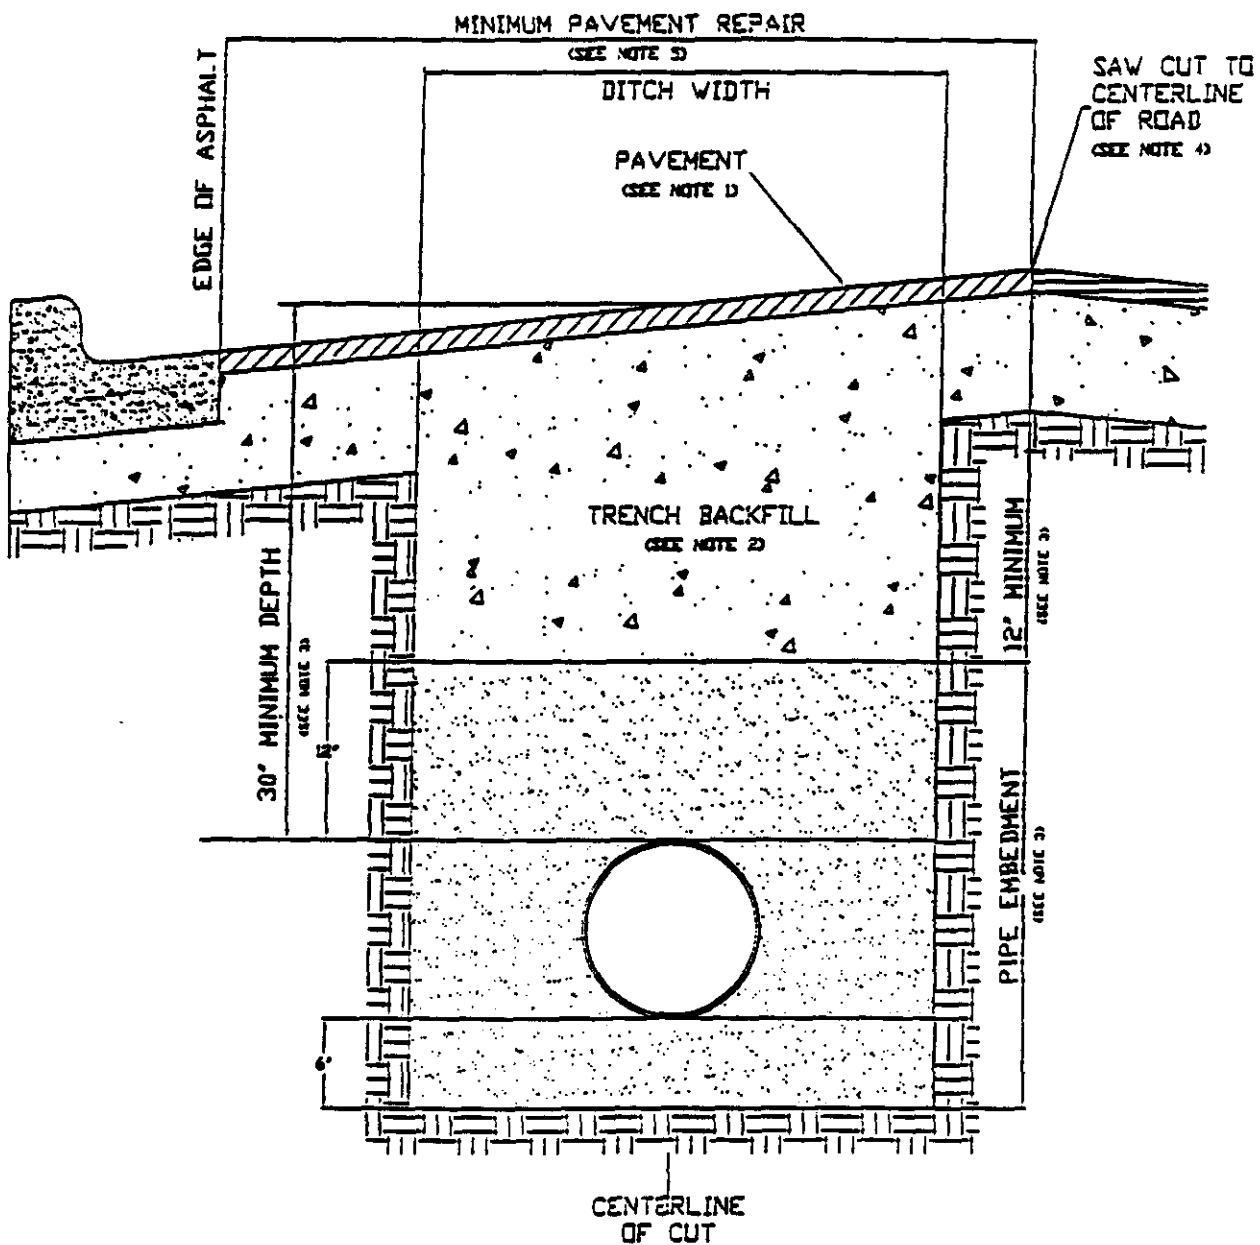 MINIMUM PAVEMENT REPAIR
(SEE NOTE 5)
DITCH WIDTH
SAW CUT TO
CENTERLINE
OF ROAD
(SEE NOTE 4)
EDGE OF ASPHALT
PAVEMENT
(SEE NOTE 1)
TRENCH BACKFILL
(SEE NOTE 2)
30" MINIMUM DEPTH
(SEE NOTE 3)
12" MINIMUM
(SEE NOTE 3)
12"
PIPE EMBEDMENT
(SEE NOTE 3)
6"
CENTERLINE
OF CUT